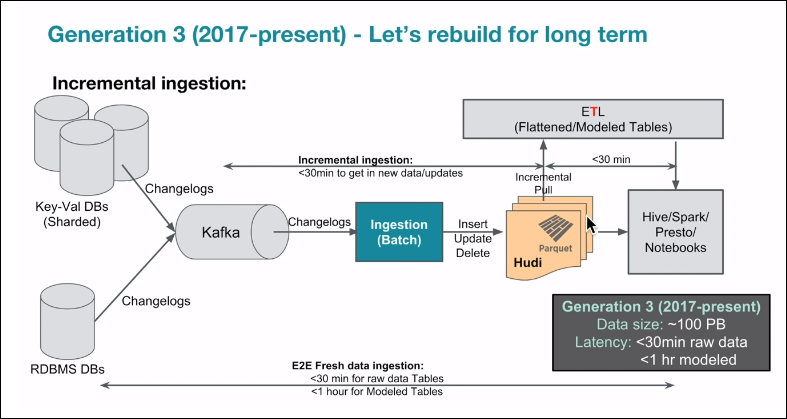 Generation 3 (2017-present) - Let's rebuild for long term
Incremental ingestion:
Key-Val DBs
(Sharded)
Changelogs
Kafka
Changelogs
RDBMS DBs
Changelogs
Incremental ingestion:
<30min to get in new data/updates
Ingestion
(Batch)
Insert
Update
Delete
ETL
(Flattened/Modeled Tables)
<30 min
Incremental
Pull
Parquet
Hudi
Hive/Spark/
Presto/
Notebooks
Generation 3 (2017-present)
Data size: ~100 PB
Latency: <30min raw data
<1 hr modeled
E2E Fresh data ingestion:
<30 min for raw data Tables
<1 hour for Modeled Tables